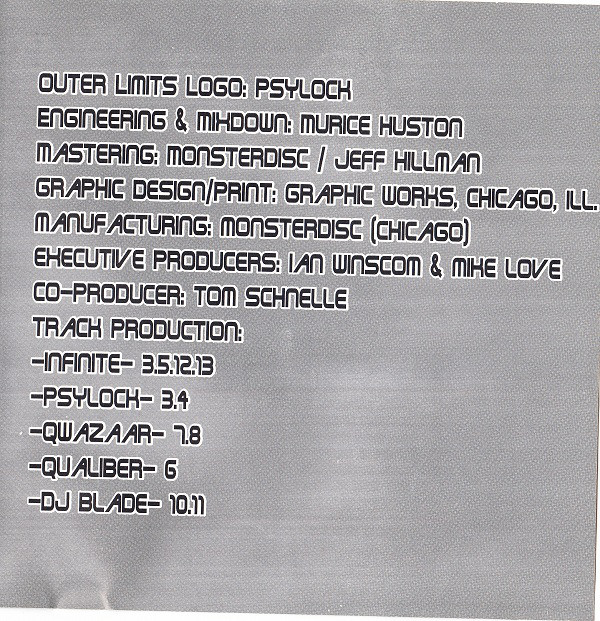 OUTER LIMITS LOGO: PSYLOCK
ENGINEERING & MIXDOWN: MURICE HUSTON
MASTERING: MONSTERDISC / JEFF HILLMAN
GRAPHIC DESIGN/PRINT: GRAPHIC WORKS, CHICAGO, ILL.
MANUFACTURING: MONSTERDISC (CHICAGO)
EXECUTIVE PRODUCERS: IAN WINSCOM & MIKE LOVE
CO-PRODUCER: TOM SCHNELLE
TRACK PRODUCTION:
-INFINITE- 3.5.12.13
-PSYLOCK- 3.4
-QWAZAAR- 7.8
-QUALIBER- 6
-DJ BLADE- 10.11